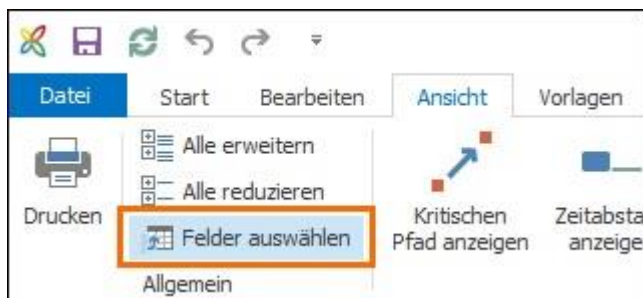 Datei Start Bearbeiten Ansicht Vorlagen
Drucken
Alle erweitern
Alle reduzieren
Felder auswählen
Allgemein
Kritischen
Pfad anzeigen